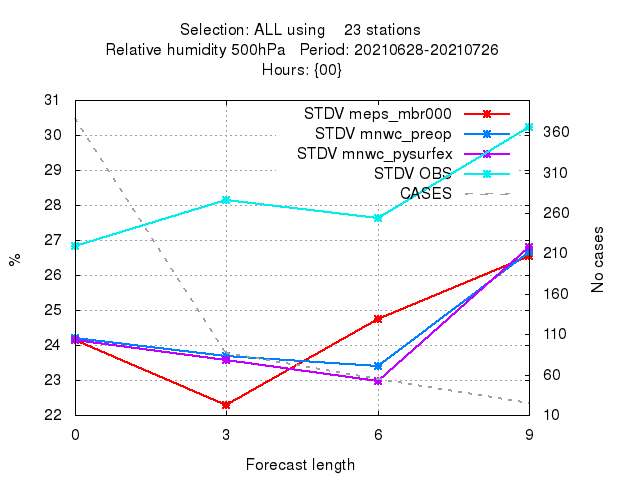 Selection: ALL using    23 stations
Relative humidity 500hPa   Period: 20210628-20210726
Hours: {00}
STDV meps_mbr000
STDV mnwc_preop
STDV mnwc_pysurfex
STDV OBS
CASES
%
31
30
29
28
27
26
25
24
23
22
360
310
260
210
160
110
60
10
No cases
0 3 6 9
Forecast length